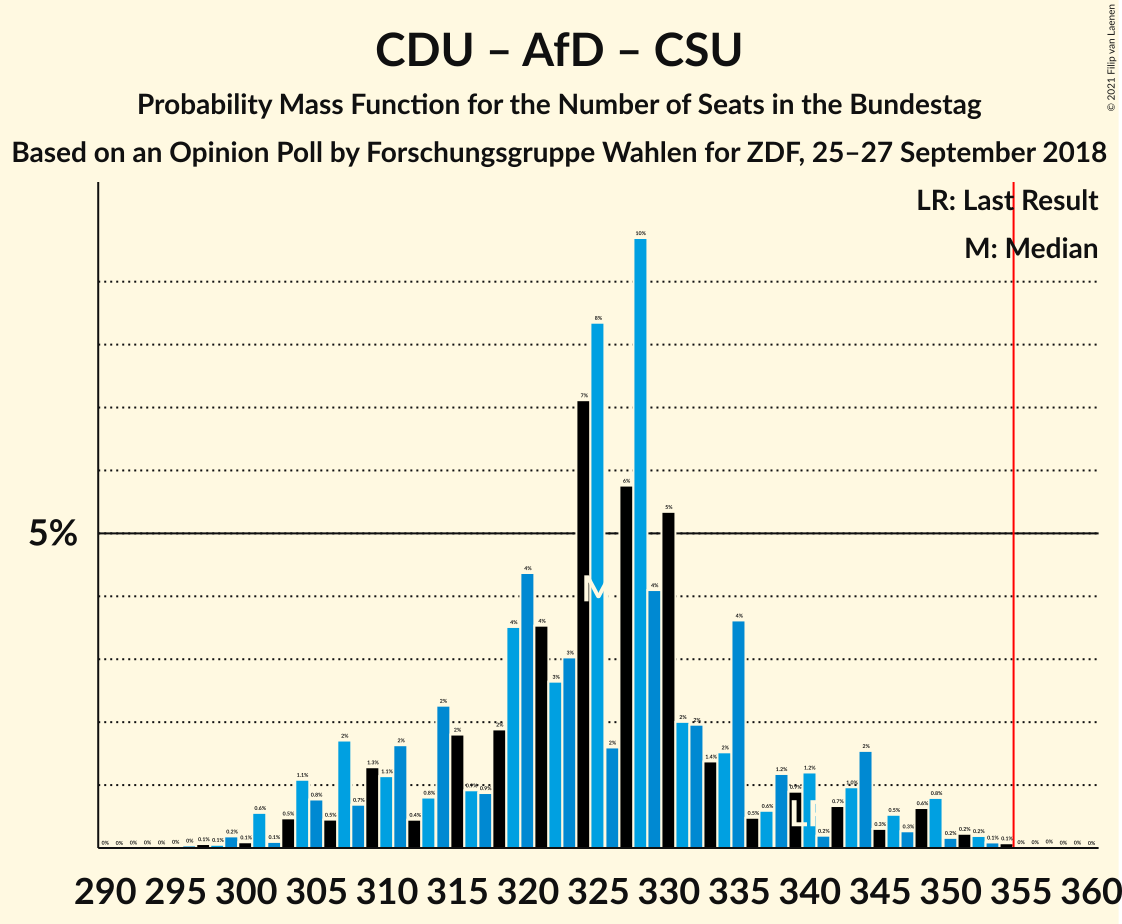 CDU – AfD – CSU
Probability Mass Function for the Number of Seats in the Bundestag
Based on an Opinion Poll by Forschungsgruppe Wahlen for ZDF, 25–27 September 2018
© 2021 Filip van Laenen
LR: Last Result
M: Median
5%
0% 0% 0% 0% 0% 0% 0% 0.1% 0.1% 0.2% 0.1% 0.6% 0.1% 0.5% 1.1% 0.8% 0.5% 2% 0.7% 1.3% 1.1% 2% 0.4% 0.8% 2% 2% 0.9% 0.9% 2% 4% 4% 4% 3% 3% 7% 8% 2% 6% 10% 4% 5% 2% 2% 1.4% 2% 4% 0.5% 0.6% 1.2% 0.9% 1.2% 0.2% 0.7% 1.0% 2% 0.3% 0.5% 0.3% 0.6% 0.8% 0.2% 0.2% 0.2% 0.1% 0.1% 0% 0% 0% 0% 0% 0%
M
LR
290 295 300 305 310 315 320 325 330 335 340 345 350 355 360